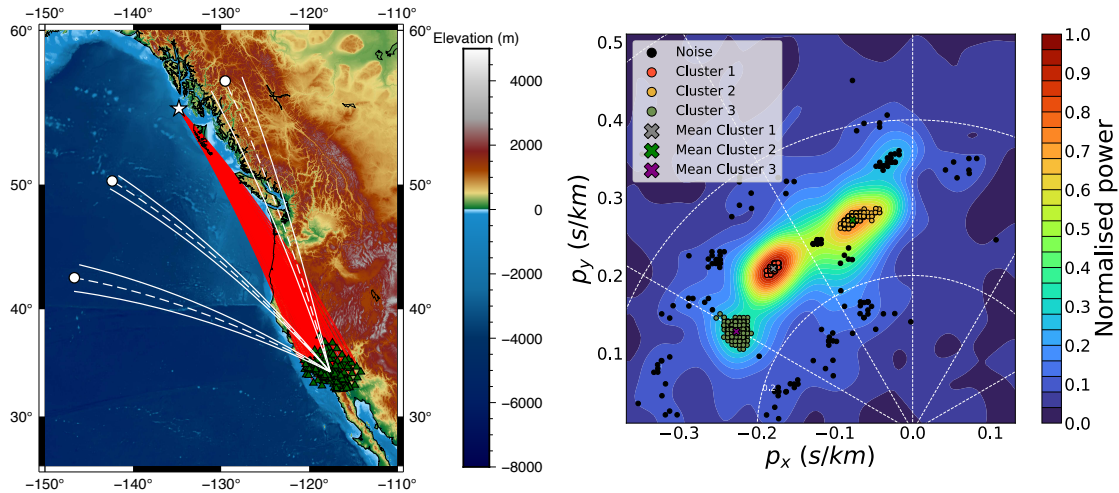 −150° −140° −130° −120° −110°
60° 60°
50° 50°
40° 40°
30° 30°
−150° −140° −130° −120° −110°
Elevation (m)
4000
2000
0
−2000
−4000
−6000
−8000
Noise
Cluster 1
Cluster 2
Cluster 3
Mean Cluster 1
Mean Cluster 2
Mean Cluster 3
0.5
0.4
0.3
0.2
0.1
p_y (s/km)
0.2
−0.3 −0.2 −0.1 0.0 0.1
p_x (s/km)
1.0
0.9
0.8
0.7
0.6
0.5
0.4
0.3
0.2
0.1
0.0
Normalised power